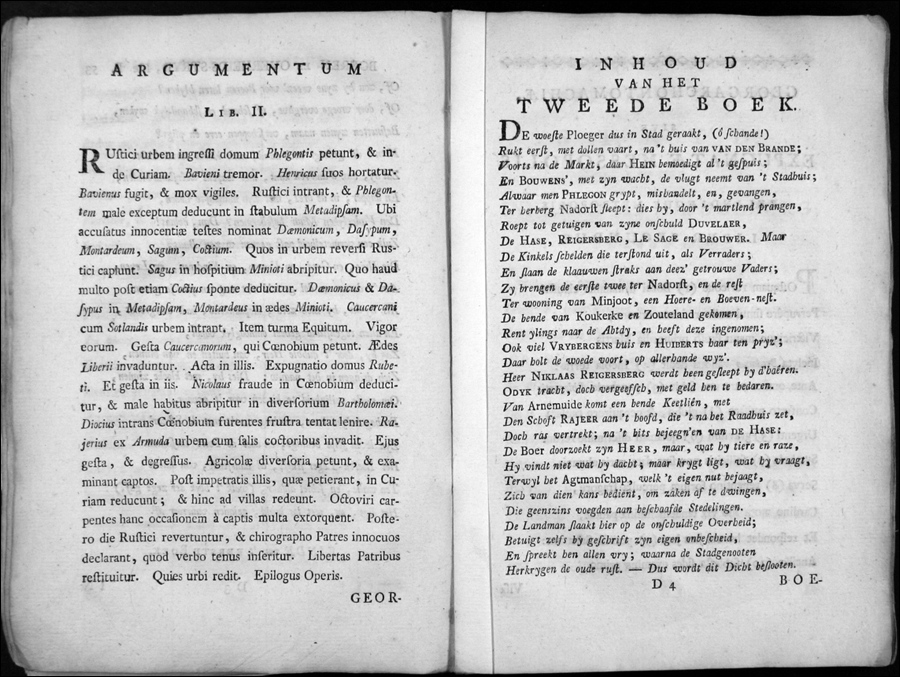 ARGUMENTUM
LIB. II.
RUstici urbem ingressi domum Phlegontis petunt, & in-
de Curiam. Bavieni tremor. Henricus suos hortatur.
Bavienus fugit, & mox vigiles. Rustici intrant, & Phlegon-
tem male exceptum deducunt in stabulum Metadipsam. Ubi
accusatus innocentiæ testes nominat Dæmonicum, Dasypum,
Montardeum, Sagum, Coctium. Quos in urbem reversi Rus-
tici capiunt. Sagus in hospitium Minioti abripitur. Quo haud
multo post etiam Coctius sponte deducitur. Dæmonicus & Da-
sypus in Metadipsam, Montardeus in ædes Minioti. Caucercani
cum Sotlandis urbem intrant. Item turma Equitum. Vigor
eorum. Gesta Caucercanorum, qui Cœnobium petunt. Ædes
Liberii invaduntur. Acta in illis. Expugnatio domus Rube-
ti. Et gesta in iis. Nicolaus fraude in Cœnobium deduci-
tur, & male habitus abripitur in diversorium Bartholomæi.
Diocius intrans Cœnobium furentes frustra tentat lenire. Ra-
jerius ex Armuda urbem cum salis coctoribus invadit. Ejus
gesta, & degressus. Agricolæ diversoria petunt, & exa-
minant captos. Post impetratis illis, quæ petierant, in Cu-
riam reducunt; & hinc ad villas redeunt. Octoviri car-
pentes hanc occasionem à captis multa extorquent. Poste-
ro die Rustici revertuntur, & chirographo Patres innocuos
declarant, quod verbo tenus inseritur. Libertas Patribus
restituitur. Quies urbi redit. Epilogus Operis.
GEOR-
INHOUD
VAN HET
TWEEDE BOEK.
DE woeste Ploeger dus in Stad geraakt, (ô schande!)
Rukt eerst, met dollen vaart, na 't huis van VAN DEN BRANDE;
Voorts na de Markt, daar HEIN bemoedigt al 't gespuis;
En BOUWENS', met zyn wacht, de vlugt neemt van 't Stadhuis;
Alwaar men PHLEGON grypt, mishandelt, en, gevangen,
Ter herberg Nadorst sleept: dies hy, door 't martlend prangen,
Roept tot getuigen van zyne onschuld DUVELAER,
De HASE, REIGERSBERG, LE SAGE en BROUWER. Maar
De Kinkels schelden die terstond uit, als Verraders;
En slaan de klaauwen straks aan deez' getrouwe Vaders;
Zy brengen de eerste twee ter Nadorst, en de rest
Ter wooning van Minjoot, een Hoere- en Boeven-nest.
De bende van Koukerke en Zouteland gekomen,
Rent ylings naar de Abtdy, en heeft deze ingenomen;
Ook viel VRYBERGENS huis en HUIBERTS haar ten pryz';
Daar holt de woede voort, op allerhande wyz'.
Heer NIKLAAS REIGERSBERG werdt heen gesleept by d'baêren.
ODYK tracht, doch vergeefsch, met geld hen te bedaren.
Van Arnemuide komt een bende Keetliên, met
Den Schoft RAJEER aan 't hoofd, die 't na het Raadhuis zet,
Doch ras vertrekt; na 't bits bejeegn'en van DE HASE:
De Boer doorzoekt zyn HEER, maar, wat hy tiere en raze,
Hy vindt niet wat hy dacht; maar krygt ligt, wat hy vraagt,
Terwyl het Agtmanschap, welk 't eigen nut bejaagt,
Zich van dien kans bedient, om zaken af te dwingen,
Die geenszins voegden aan beschaafde Stedelingen.
De Landman slaakt hier op de onschuldige Overheid;
Betuigt zelfs by geschrift zyn eigen onbescheid,
En spreekt hen allen vry; waarna de Stadgenooten
Herkrygen de oude rust. — Dus wordt dit Dicht beslooten.
D 4
BOE-